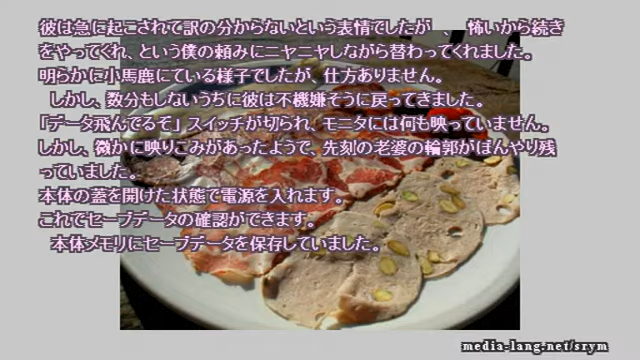 彼は急に起こされて訳の分からないという表情でしたが　、　怖いから続き
をやってくれ、という僕の頼みにニヤニヤしながら替わってくれました。
明らかに小馬鹿にている様子でしたが、仕方ありません。
　しかし、数分もしないうちに彼は不機嫌そうに戻ってきました。
「データ飛んでるぞ」 スイッチが切られ、モニタには何も映っていません。
しかし、微かに映りこみがあったようで、先刻の老婆の輪郭がぼんやり残
っていました。
本体の蓋を開けた状態で電源を入れます。
これでセーブデータの確認ができます。
　本体メモリにセーブデータを保存していました。
media-lang-net/srym